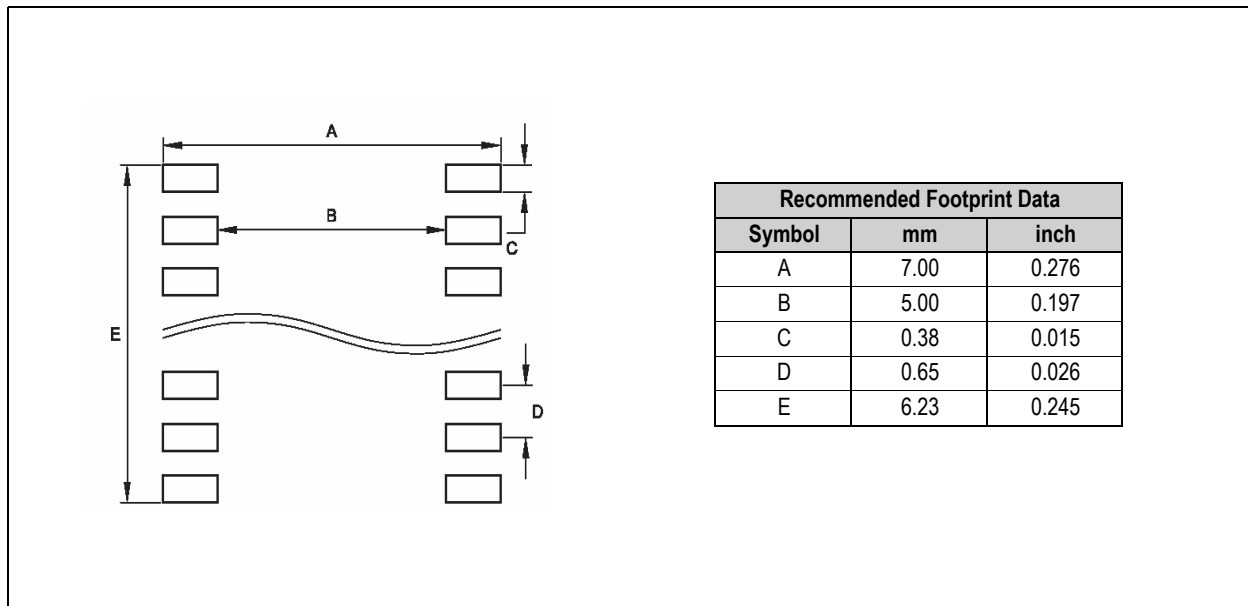 A
B
C
E
D
Recommended Footprint Data
Symbol mm inch
A 7.00 0.276
B 5.00 0.197
C 0.38 0.015
D 0.65 0.026
E 6.23 0.245